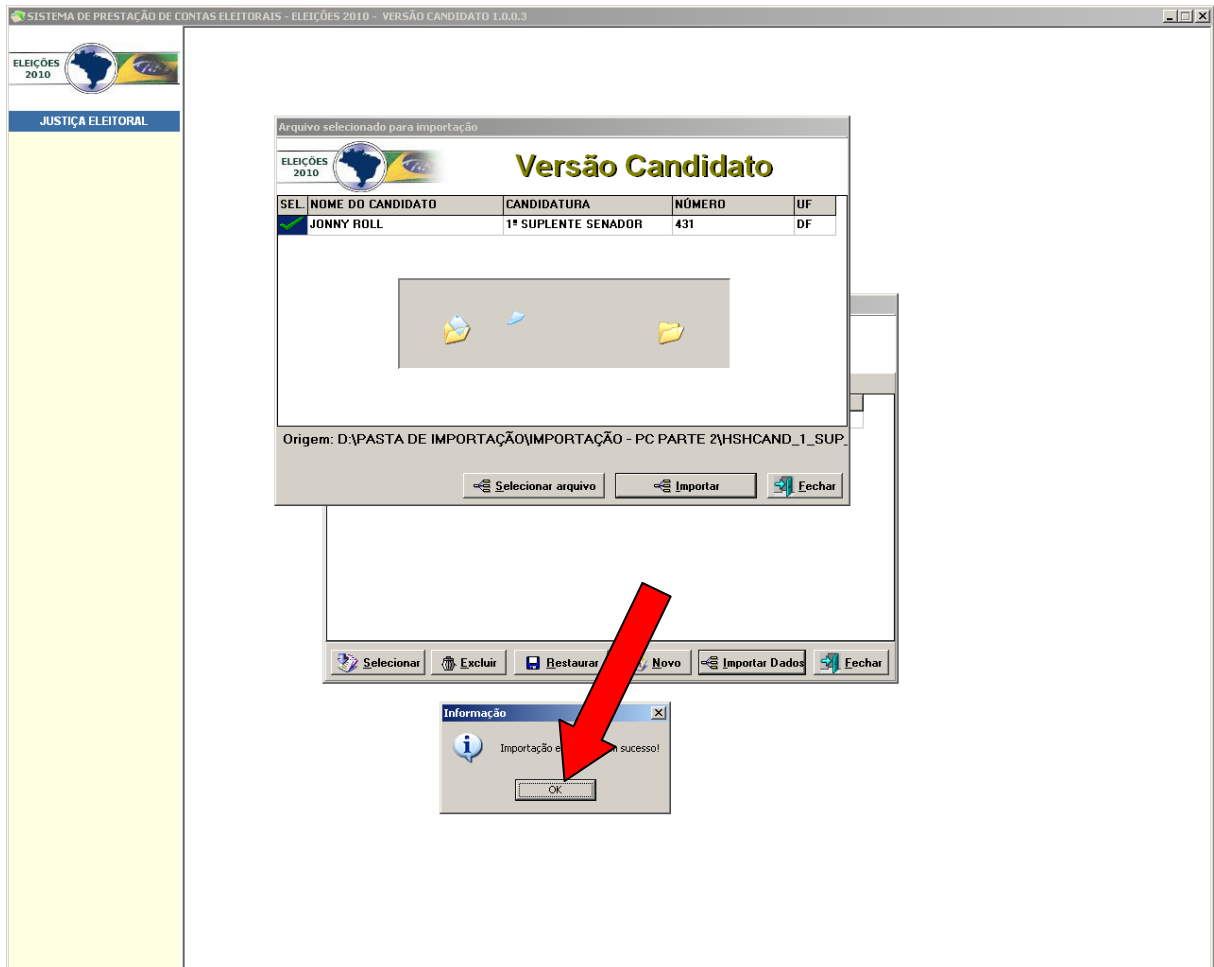 SISTEMA DE PRESTAÇÃO DE CONTAS ELEITORAIS - ELEIÇÕES 2010 - VERSÃO CANDIDATO 1.0.0.3
ELEIÇÕES
2010
JUSTIÇA ELEITORAL
Arquivo selecionado para importação
ELEIÇÕES
2010
Versão Candidato
SEL. NOME DO CANDIDATO CANDIDATURA NÚMERO UF
JONNY ROLL 1º SUPLENTE SENADOR 431 DF
Origem: D:\PASTA DE IMPORTAÇÃO\IMPORTAÇÃO - PC PARTE 2\HSHCAND_1_SUP_
Selecionar arquivo Importar Fechar
Selecionar Excluir Restaurar Novo Importar Dados Fechar
Informação
Importação sucesso!
OK